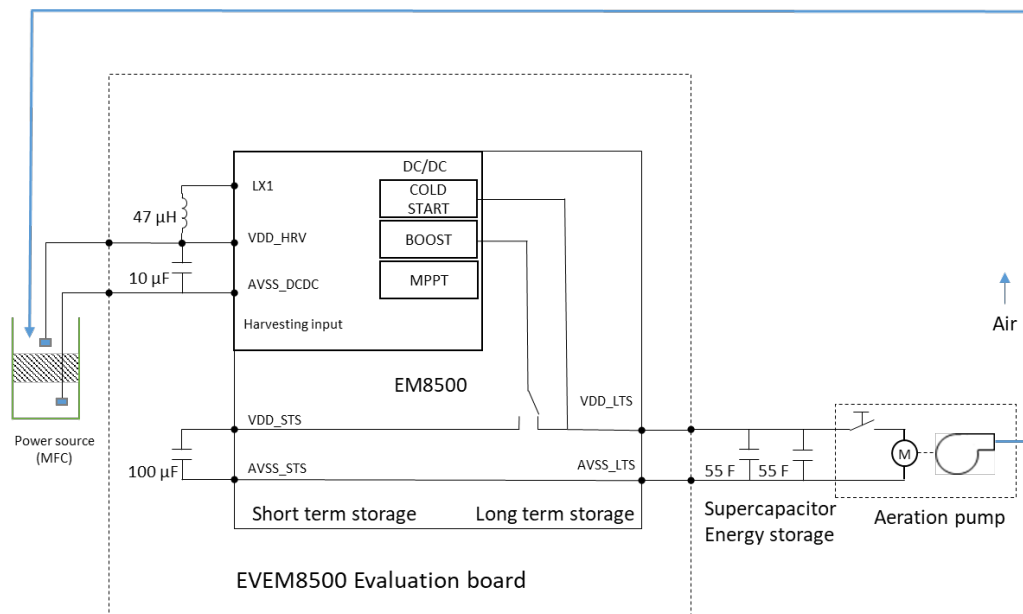 DC/DC
COLD
START
LX1
47 µH
BOOST
VDD_HRV
MPPT
10 µF
AVSS_DCDC
Harvesting input
Air
EM8500
VDD_LTS
Power source
(MFC)
VDD_STS
M
100 µF
AVSS_STS
AVSS_LTS
55 F
55 F
Short term storage
Long term storage
Supercapacitor
Energy storage
Aeration pump
EVEM8500 Evaluation board